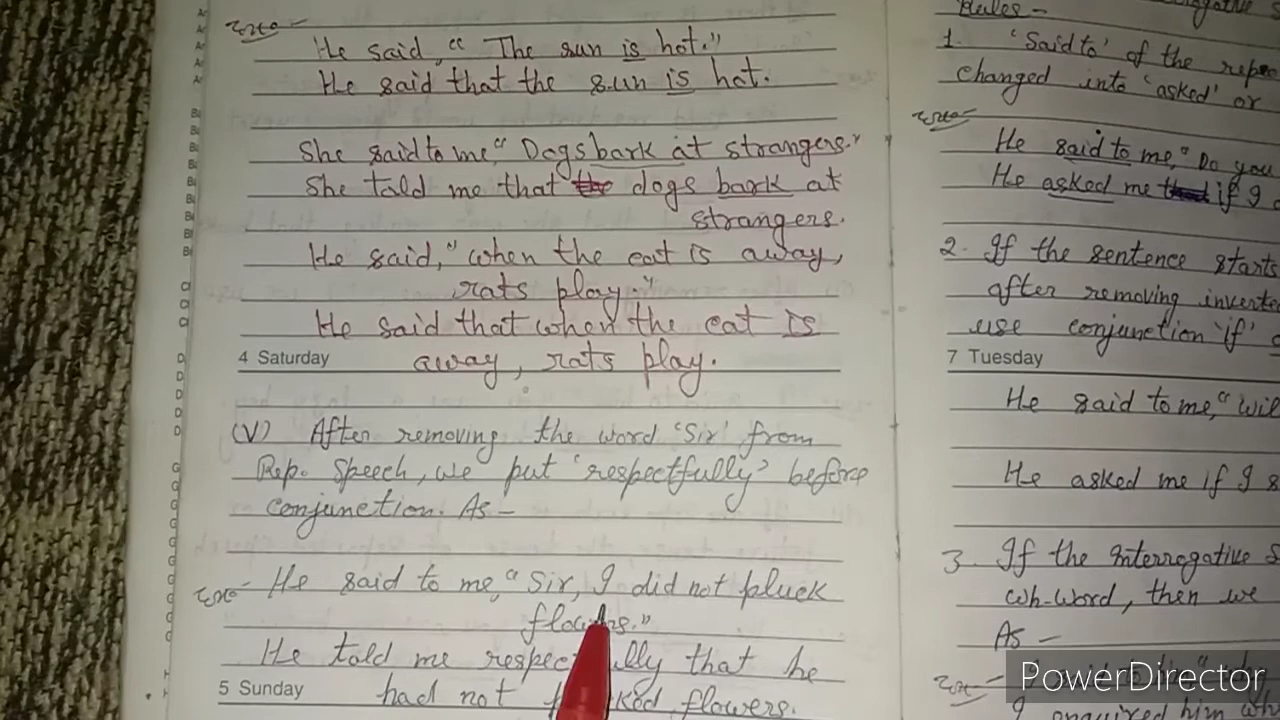 He said, "The sun is hot."
He said that the sun is hot.
She said to me, "Dogs bark at strangers."
She told me that dogs bark at
strangers.
He said, "when the cat is away,
rats play."
He said that when the cat is
4 Saturday
away, rats play.
(V) After removing the word 'Sir' from
Rep. Speech, we put 'respectfully' before
conjunction. As -
He said to me, "Sir, I did not pluck
flowers."
He told me respectfully that he
5 Sunday
had not plucked flowers.
Rules -
1. 'Said to' of the
changed into 'asked' or
He said to me, "Do you
He asked me if I
2. If the sentence starts
after removing
use conjunction 'if'
7 Tuesday
He said to me,
He asked me if I
3. If the Interrogative
wh-word, then we
As -
PowerDirector